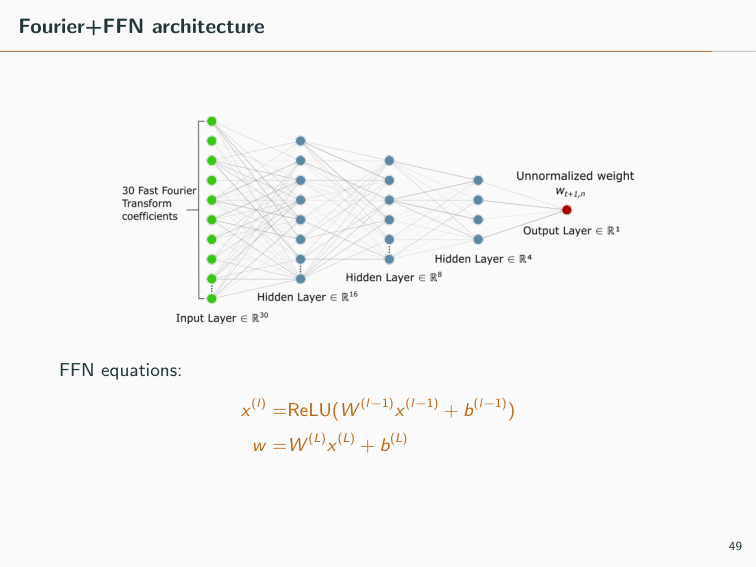 Fourier+FFN architecture
30 Fast Fourier
Transform
coefficients
Unnormalized weight
w_{t+1,n}
Output Layer ∈ ℝ¹
Hidden Layer ∈ ℝ⁴
Hidden Layer ∈ ℝ⁸
Hidden Layer ∈ ℝ¹⁶
Input Layer ∈ ℝ³⁰
FFN equations:
x^{(l)} =ReLU(W^{(l−1)}x^{(l−1)} + b^{(l−1)})
w =W^{(L)}x^{(L)} + b^{(L)}
49